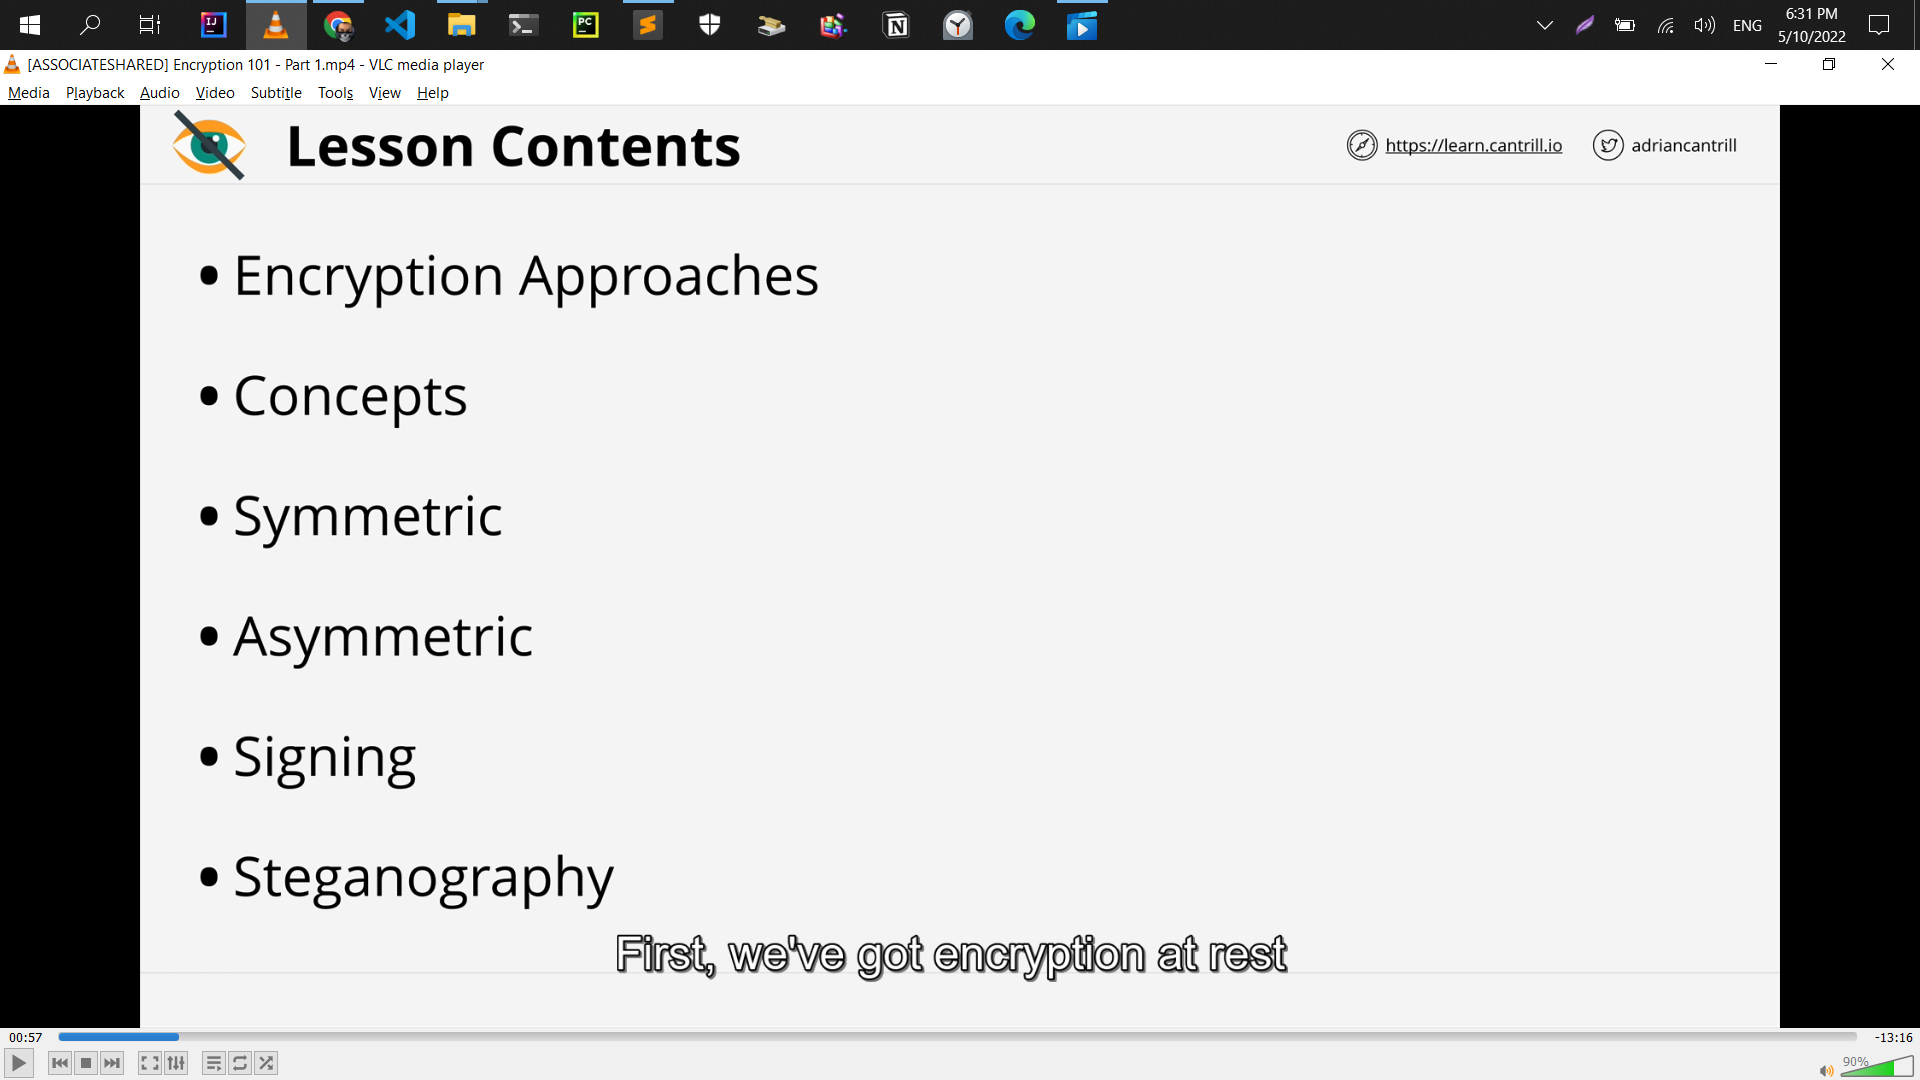 IJ
PC
N
ENG
6:31 PM
5/10/2022
[ASSOCIATESHARED] Encryption 101 - Part 1.mp4 - VLC media player
Media Playback Audio Video Subtitle Tools View Help
Lesson Contents
https://learn.cantrill.io
adriancantrill
• Encryption Approaches
• Concepts
• Symmetric
• Asymmetric
• Signing
• Steganography
First, we've got encryption at rest
00:57
-13:16
90%